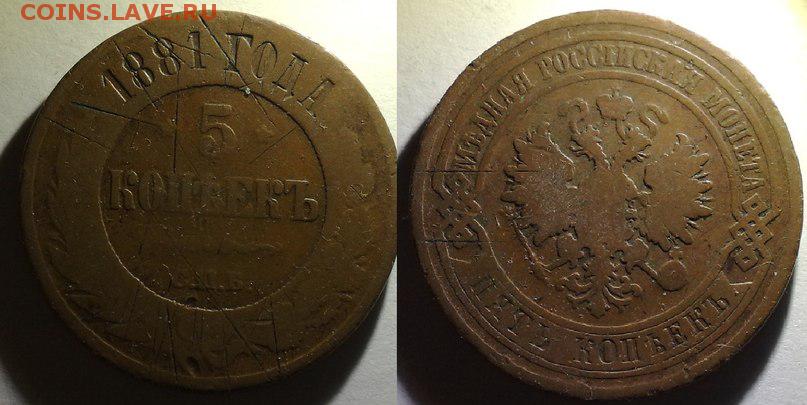 COINS.LAVE.RU
1881 ГОДА.
5
КОПѢЕКЪ
С.П.Б.
МѢДНАЯ РОССІЙСКАЯ МОНЕТА
ПЯТЬ КОПѢЕКЪ